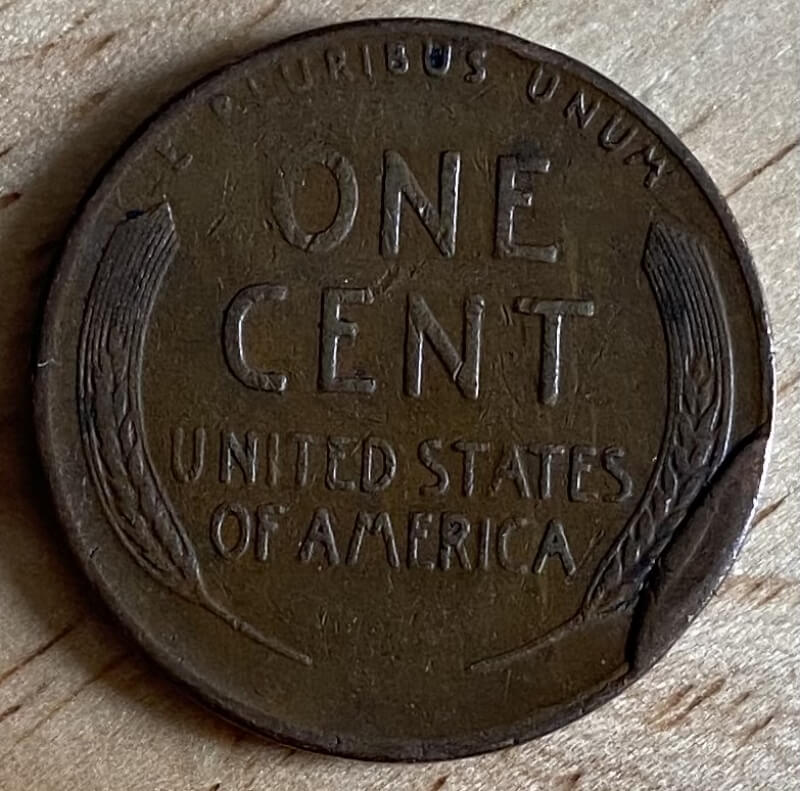 E PLURIBUS UNUM
ONE
CENT
UNITED STATES
OF AMERICA